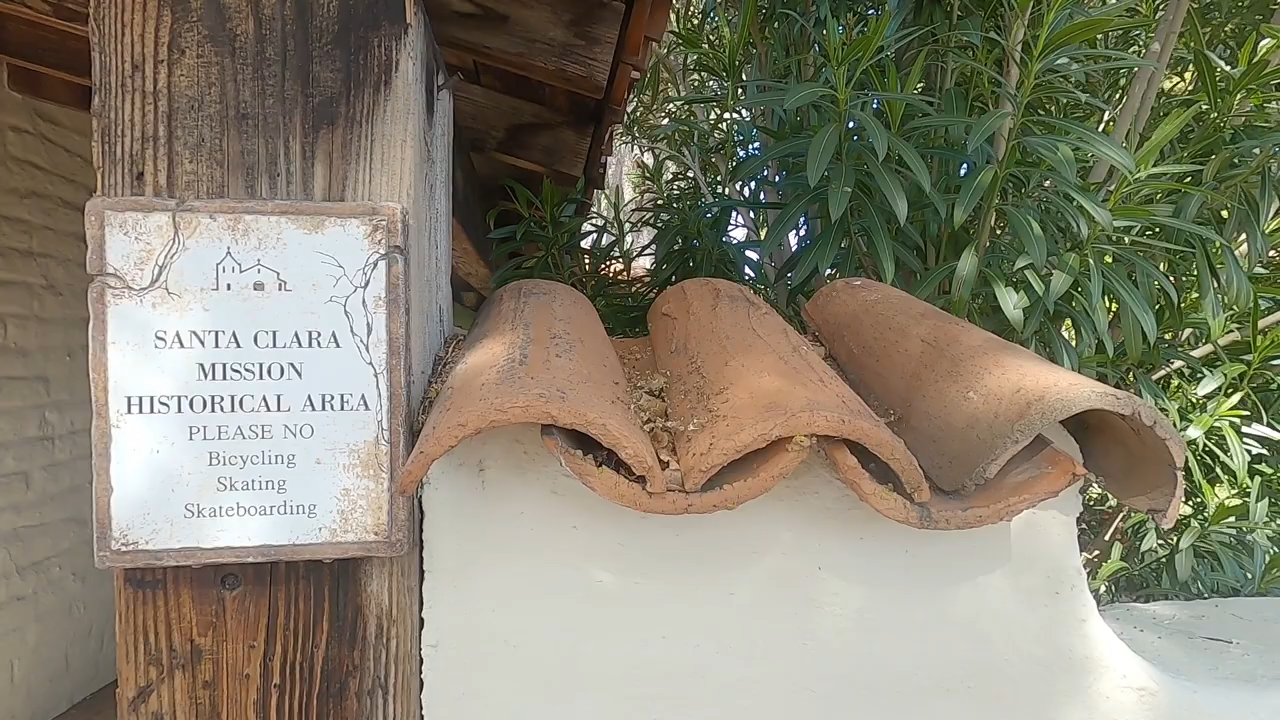 SANTA CLARA
MISSION
HISTORICAL AREA
PLEASE NO
Bicycling
Skating
Skateboarding